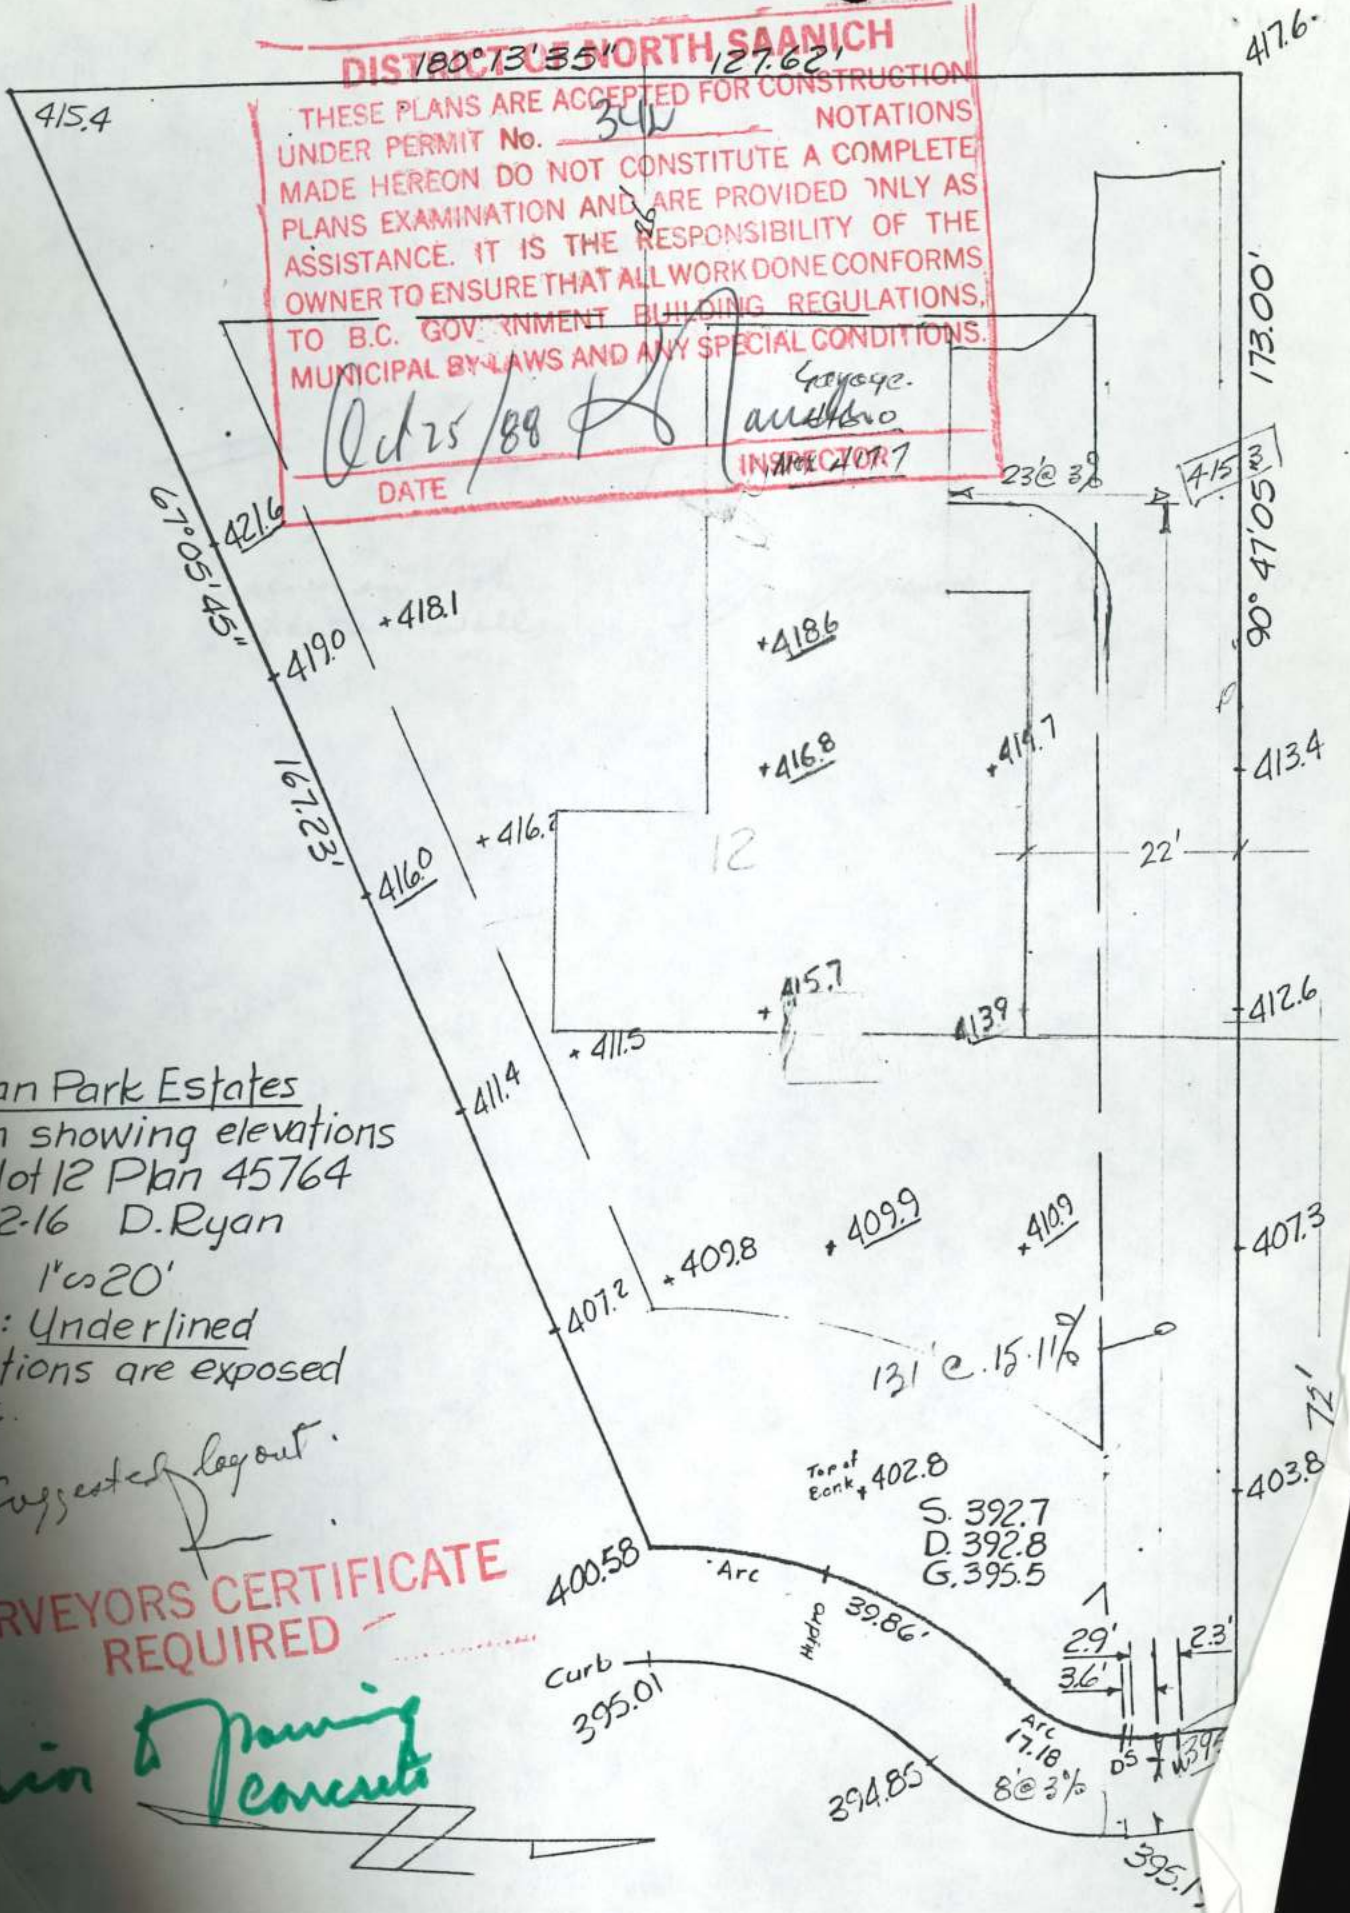 417.6
180°13'35" 127.62'
415.4
DISTRICT OF NORTH SAANICH
THESE PLANS ARE ACCEPTED FOR CONSTRUCTION
UNDER PERMIT No. NOTATIONS
MADE HEREON DO NOT CONSTITUTE A COMPLETE
PLANS EXAMINATION AND ARE PROVIDED ONLY AS
ASSISTANCE. IT IS THE RESPONSIBILITY OF THE
OWNER TO ENSURE THAT ALL WORK DONE CONFORMS
TO B.C. GOVERNMENT BUILDING REGULATIONS,
MUNICIPAL BY-LAWS AND ANY SPECIAL CONDITIONS.
Oct 25/88
DATE INSPECTOR
173.00'
23'@ 3%
415.3
90° 47'05"
67°05'45"
421.6
+418.1
419.0
+418.6
+416.8
+414.7
413.4
167.23'
+416.2
12
22'
416.0
+415.7
413.9
412.6
+411.5
411.4
an Park Estates
n showing elevations
lot 12 Plan 45764
2-16 D. Ryan
1"=20'
: Underlined
tions are exposed
+409.8
+409.9
+410.9
407.3
407.2
131' @ 15.11%
72'
Suggested layout.
Top of
Bank + 402.8
403.8
S. 392.7
D. 392.8
G. 395.5
400.58
Arc
39.86'
Hydro
RVEYORS CERTIFICATE
REQUIRED
2.9'
2.3'
3.6'
Curb
395.01
Arc
17.18
DS
W
8'@3%
394.85
to pouring
concrete
395.1